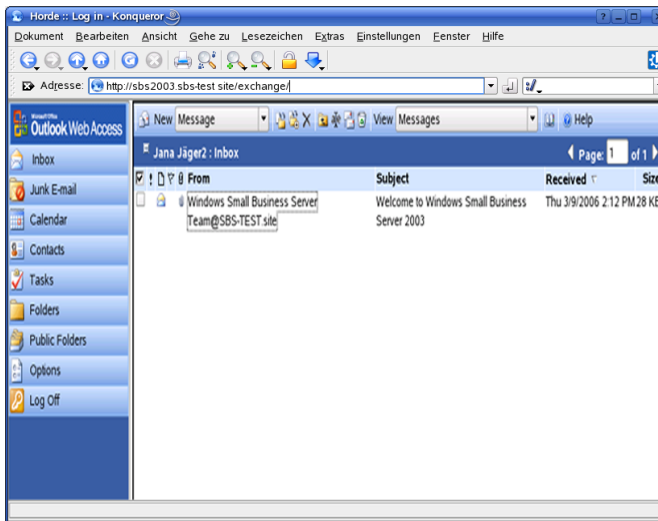 Horde :: Log in - Konqueror
Dokument Bearbeiten Ansicht Gehe zu Lesezeichen Extras Einstellungen Fenster Hilfe
Adresse: http://sbs2003.sbs-test site/exchange/
Outlook Web Access
New Message View Messages Help
Jana Jäger2 : Inbox Page: 1 of 1
! From Subject Received Size
Windows Small Business Server Welcome to Windows Small Business Thu 3/9/2006 2:12 PM 28 KB
Team@SBS-TEST.site Server 2003
Inbox
Junk E-mail
Calendar
Contacts
Tasks
Folders
Public Folders
Options
Log Off